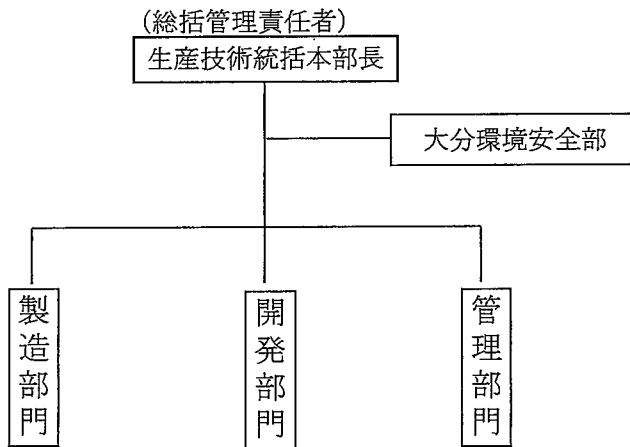 (総括管理責任者)
生産技術統括本部長
大分環境安全部
製造部門
開発部門
管理部門